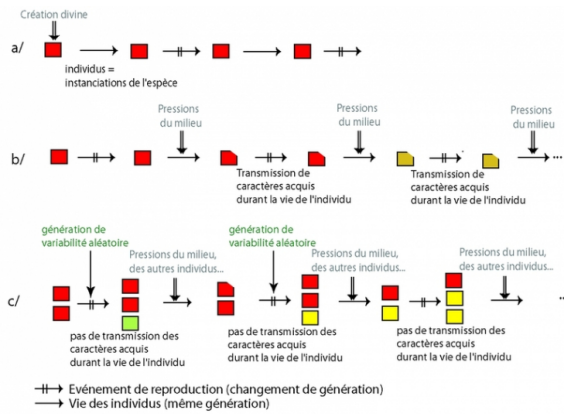 Création divine
a/
individus =
instanciations de l'espèce
Pressions
du milieu
Pressions
du milieu
Pressions
du milieu
b/
...
Transmission de
caractères acquis
durant la vie de l'individu
Transmission de
caractères acquis
durant la vie de l'individu
génération de
variabilité aléatoire
génération de
variabilité aléatoire
Pressions du milieu,
des autres individus...
Pressions du milieu,
des autres individus...
Pressions du milieu,
des autres individus...
c/
...
pas de transmission des
caractères acquis
durant la vie de l'individu
pas de transmission des
caractères acquis
durant la vie de l'individu
pas de transmission des
caractères acquis
durant la vie de l'individu
Evénement de reproduction (changement de génération)
Vie des individus (même génération)